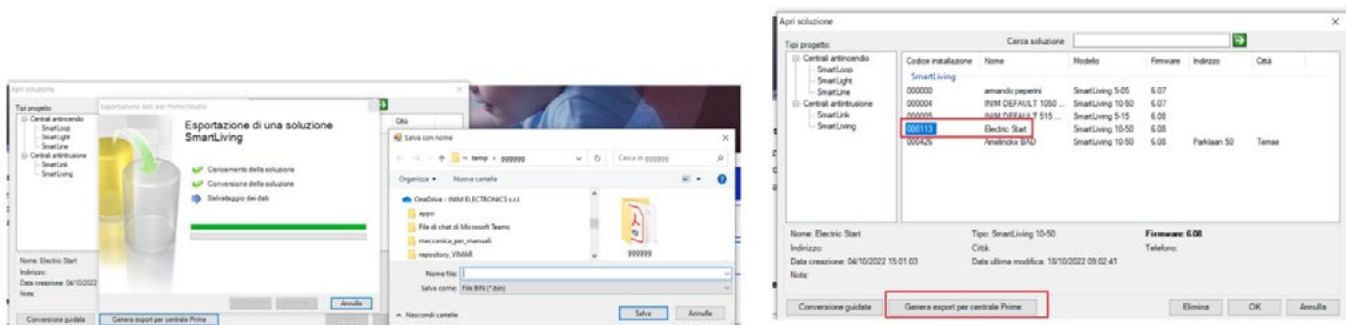 Apri soluzione
Tipi progetto:
Centrali antincendio
SmartLoop
SmartLight
SmartLine
Centrali antintrusione
SmartLink
SmartLiving
Nome: Electric Start
Indirizzo:
Data creazione: 04/10/2022
Nota:
Conversione guidata
Genera export per centrale Prime
Esportazione dati per Prime/Studio
Esportazione di una soluzione
SmartLiving
Caricamento della soluzione
Conversione della soluzione
Salvataggio dei dati
Annulla
Città
Salva con nome
temp
gggggg
Cerca in gggggg
Organizza
Nuova cartella
OneDrive - INIM ELECTRONICS s.r.l.
appo
File di chat di Microsoft Teams
meccanica_per_manuali
repository_VIMAR
999999
Nome file:
Salva come: File BIN (*.bin)
Nascondi cartelle
Salva
Annulla
Apri soluzione
Tipi progetto:
Cerca soluzione
Centrali antincendio
SmartLoop
SmartLight
SmartLine
Centrali antintrusione
SmartLink
SmartLiving
Codice installazione Nome Modello Firmware Indirizzo Città
SmartLiving
000000 armando peperini SmartLiving 5-05 6.07
000004 INIM DEFAULT 1050 ... SmartLiving 10-50 6.07
000005 INIM DEFAULT 515 ... SmartLiving 5-15 6.08
000113 Electric Start SmartLiving 10-50 6.08
000426 Amelinckx BAD SmartLiving 10-50 6.08 Parklaan 50 Temse
Nome: Electric Start Tipo: SmartLiving 10-50 Firmware: 6.08
Indirizzo: Città: Telefono:
Data creazione: 04/10/2022 15:01:03 Data ultima modifica: 18/10/2022 09:02:41
Nota:
Conversione guidata Genera export per centrale Prime Elimina OK Annulla